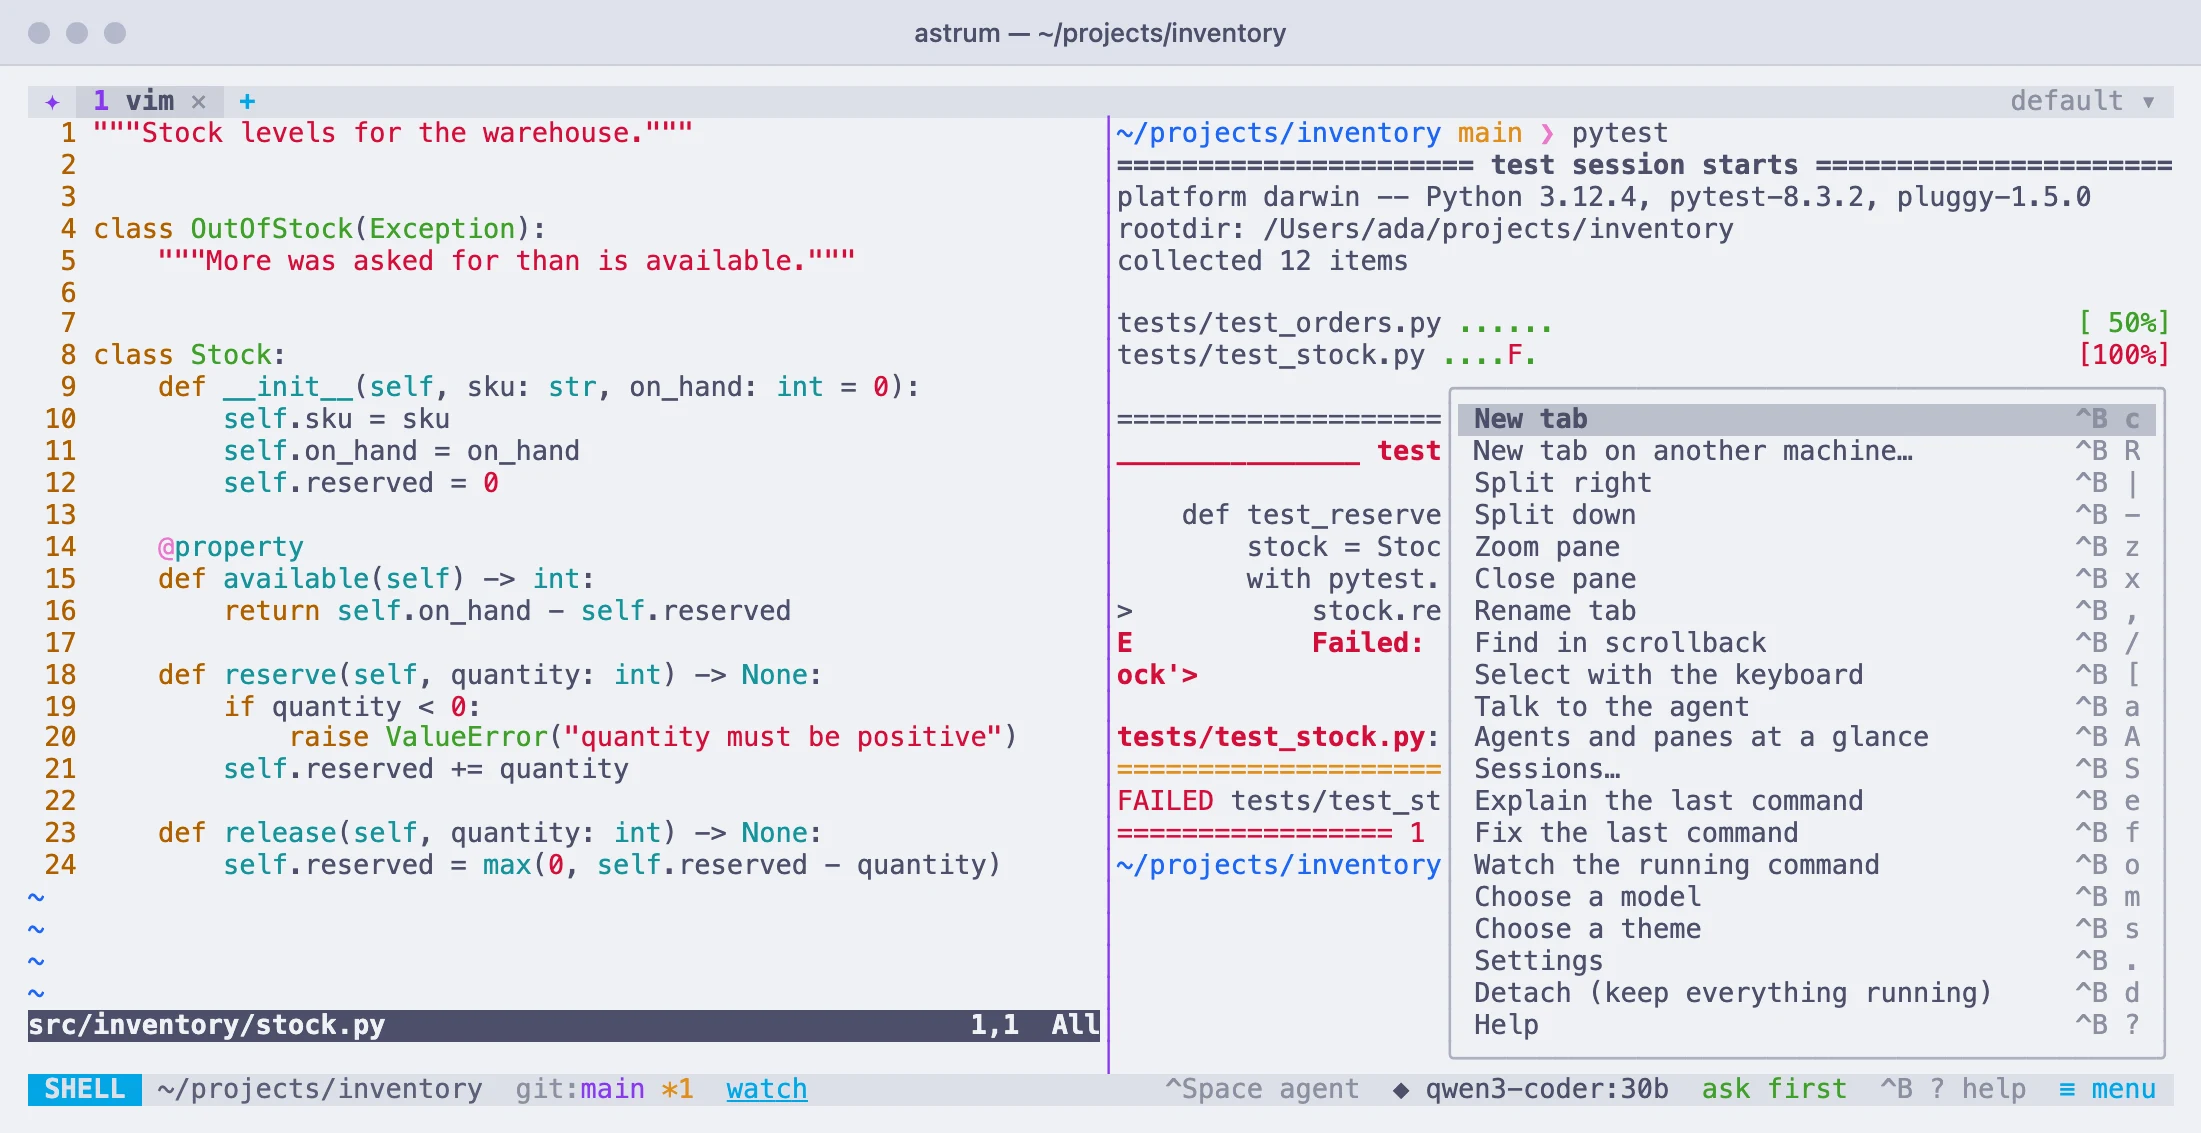 astrum — ~/projects/inventory
✦ 1 vim × + default ▼
1 """Stock levels for the warehouse."""
2
3
4 class OutOfStock(Exception):
5     """More was asked for than is available."""
6
7
8 class Stock:
9     def __init__(self, sku: str, on_hand: int = 0):
10         self.sku = sku
11         self.on_hand = on_hand
12         self.reserved = 0
13
14     @property
15     def available(self) -> int:
16         return self.on_hand - self.reserved
17
18     def reserve(self, quantity: int) -> None:
19         if quantity < 0:
20             raise ValueError("quantity must be positive")
21         self.reserved += quantity
22
23     def release(self, quantity: int) -> None:
24         self.reserved = max(0, self.reserved - quantity)
~
~
~
~
src/inventory/stock.py 1,1 All
~/projects/inventory main ❯ pytest
====================== test session starts ======================
platform darwin -- Python 3.12.4, pytest-8.3.2, pluggy-1.5.0
rootdir: /Users/ada/projects/inventory
collected 12 items
tests/test_orders.py ...... [ 50%]
tests/test_stock.py ....F. [100%]
====================
_______________ test
    def test_reserve
        stock = Stoc
        with pytest.
>           stock.re
E           Failed:
ock'>
tests/test_stock.py:
====================
FAILED tests/test_st
================= 1
~/projects/inventory
New tab ^B c
New tab on another machine… ^B R
Split right ^B |
Split down ^B -
Zoom pane ^B z
Close pane ^B x
Rename tab ^B ,
Find in scrollback ^B /
Select with the keyboard ^B [
Talk to the agent ^B a
Agents and panes at a glance ^B A
Sessions… ^B S
Explain the last command ^B e
Fix the last command ^B f
Watch the running command ^B o
Choose a model ^B m
Choose a theme ^B s
Settings ^B .
Detach (keep everything running) ^B d
Help ^B ?
SHELL ~/projects/inventory git:main *1 watch ^Space agent ◆ qwen3-coder:30b ask first ^B ? help ≡ menu